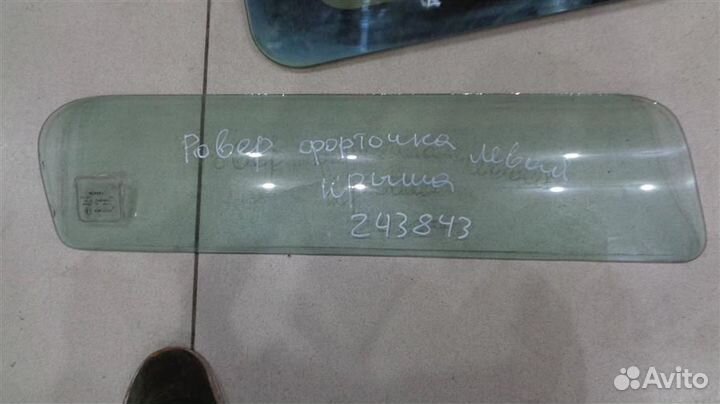 Ровер форточка левая
крыша
243843
Avito